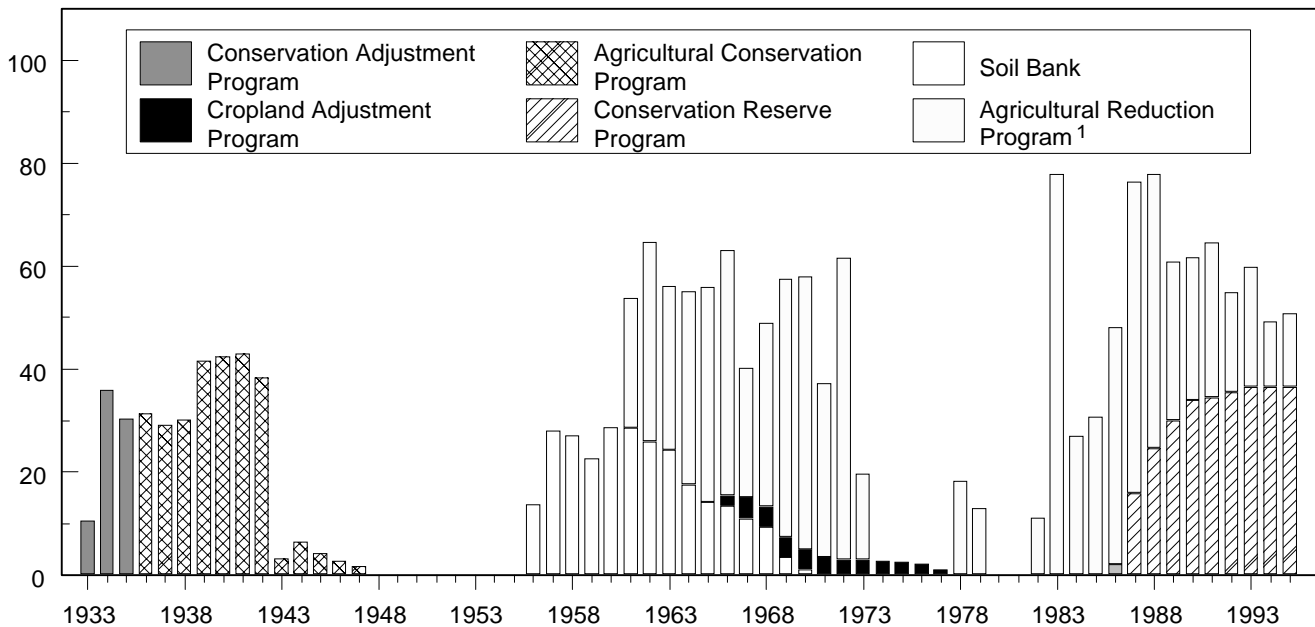 100
80
60
40
20
0
Conservation Adjustment
Program
Cropland Adjustment
Program
Agricultural Conservation
Program
Conservation Reserve
Program
Soil Bank
Agricultural Reduction
Program 1
1933 1938 1943 1948 1953 1958 1963 1968 1973 1978 1983 1988 1993